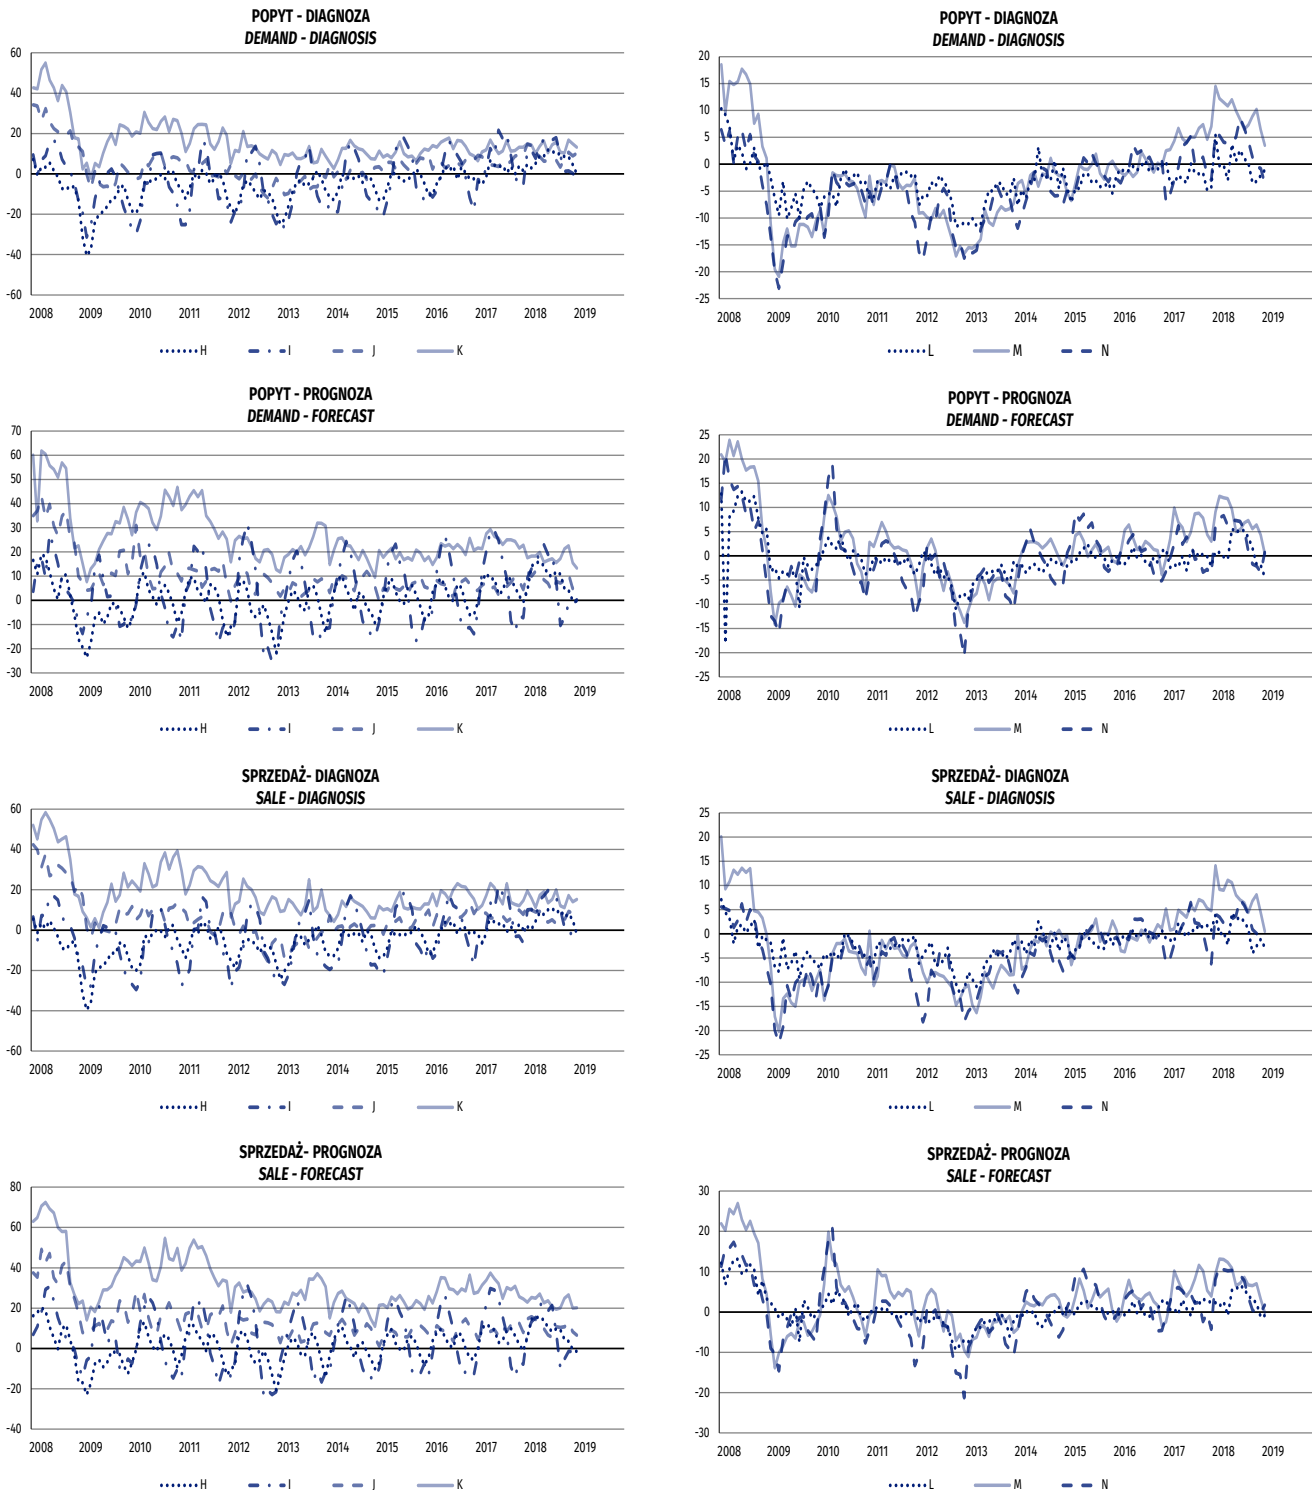 POPYT - DIAGNOZA
DEMAND - DIAGNOSIS
60
40
20
0
-20
-40
-60
2008 2009 2010 2011 2012 2013 2014 2015 2016 2017 2018 2019
H I J K
POPYT - DIAGNOZA
DEMAND - DIAGNOSIS
20
15
10
5
0
-5
-10
-15
-20
-25
2008 2009 2010 2011 2012 2013 2014 2015 2016 2017 2018 2019
L M N
POPYT - PROGNOZA
DEMAND - FORECAST
70
60
50
40
30
20
10
0
-10
-20
-30
2008 2009 2010 2011 2012 2013 2014 2015 2016 2017 2018 2019
H I J K
POPYT - PROGNOZA
DEMAND - FORECAST
25
20
15
10
5
0
-5
-10
-15
-20
-25
2008 2009 2010 2011 2012 2013 2014 2015 2016 2017 2018 2019
L M N
SPRZEDAŻ- DIAGNOZA
SALE - DIAGNOSIS
60
40
20
0
-20
-40
-60
2008 2009 2010 2011 2012 2013 2014 2015 2016 2017 2018 2019
H I J K
SPRZEDAŻ- DIAGNOZA
SALE - DIAGNOSIS
25
20
15
10
5
0
-5
-10
-15
-20
-25
2008 2009 2010 2011 2012 2013 2014 2015 2016 2017 2018 2019
L M N
SPRZEDAŻ- PROGNOZA
SALE - FORECAST
80
60
40
20
0
-20
-40
2008 2009 2010 2011 2012 2013 2014 2015 2016 2017 2018 2019
H I J K
SPRZEDAŻ- PROGNOZA
SALE - FORECAST
30
20
10
0
-10
-20
-30
2008 2009 2010 2011 2012 2013 2014 2015 2016 2017 2018 2019
L M N